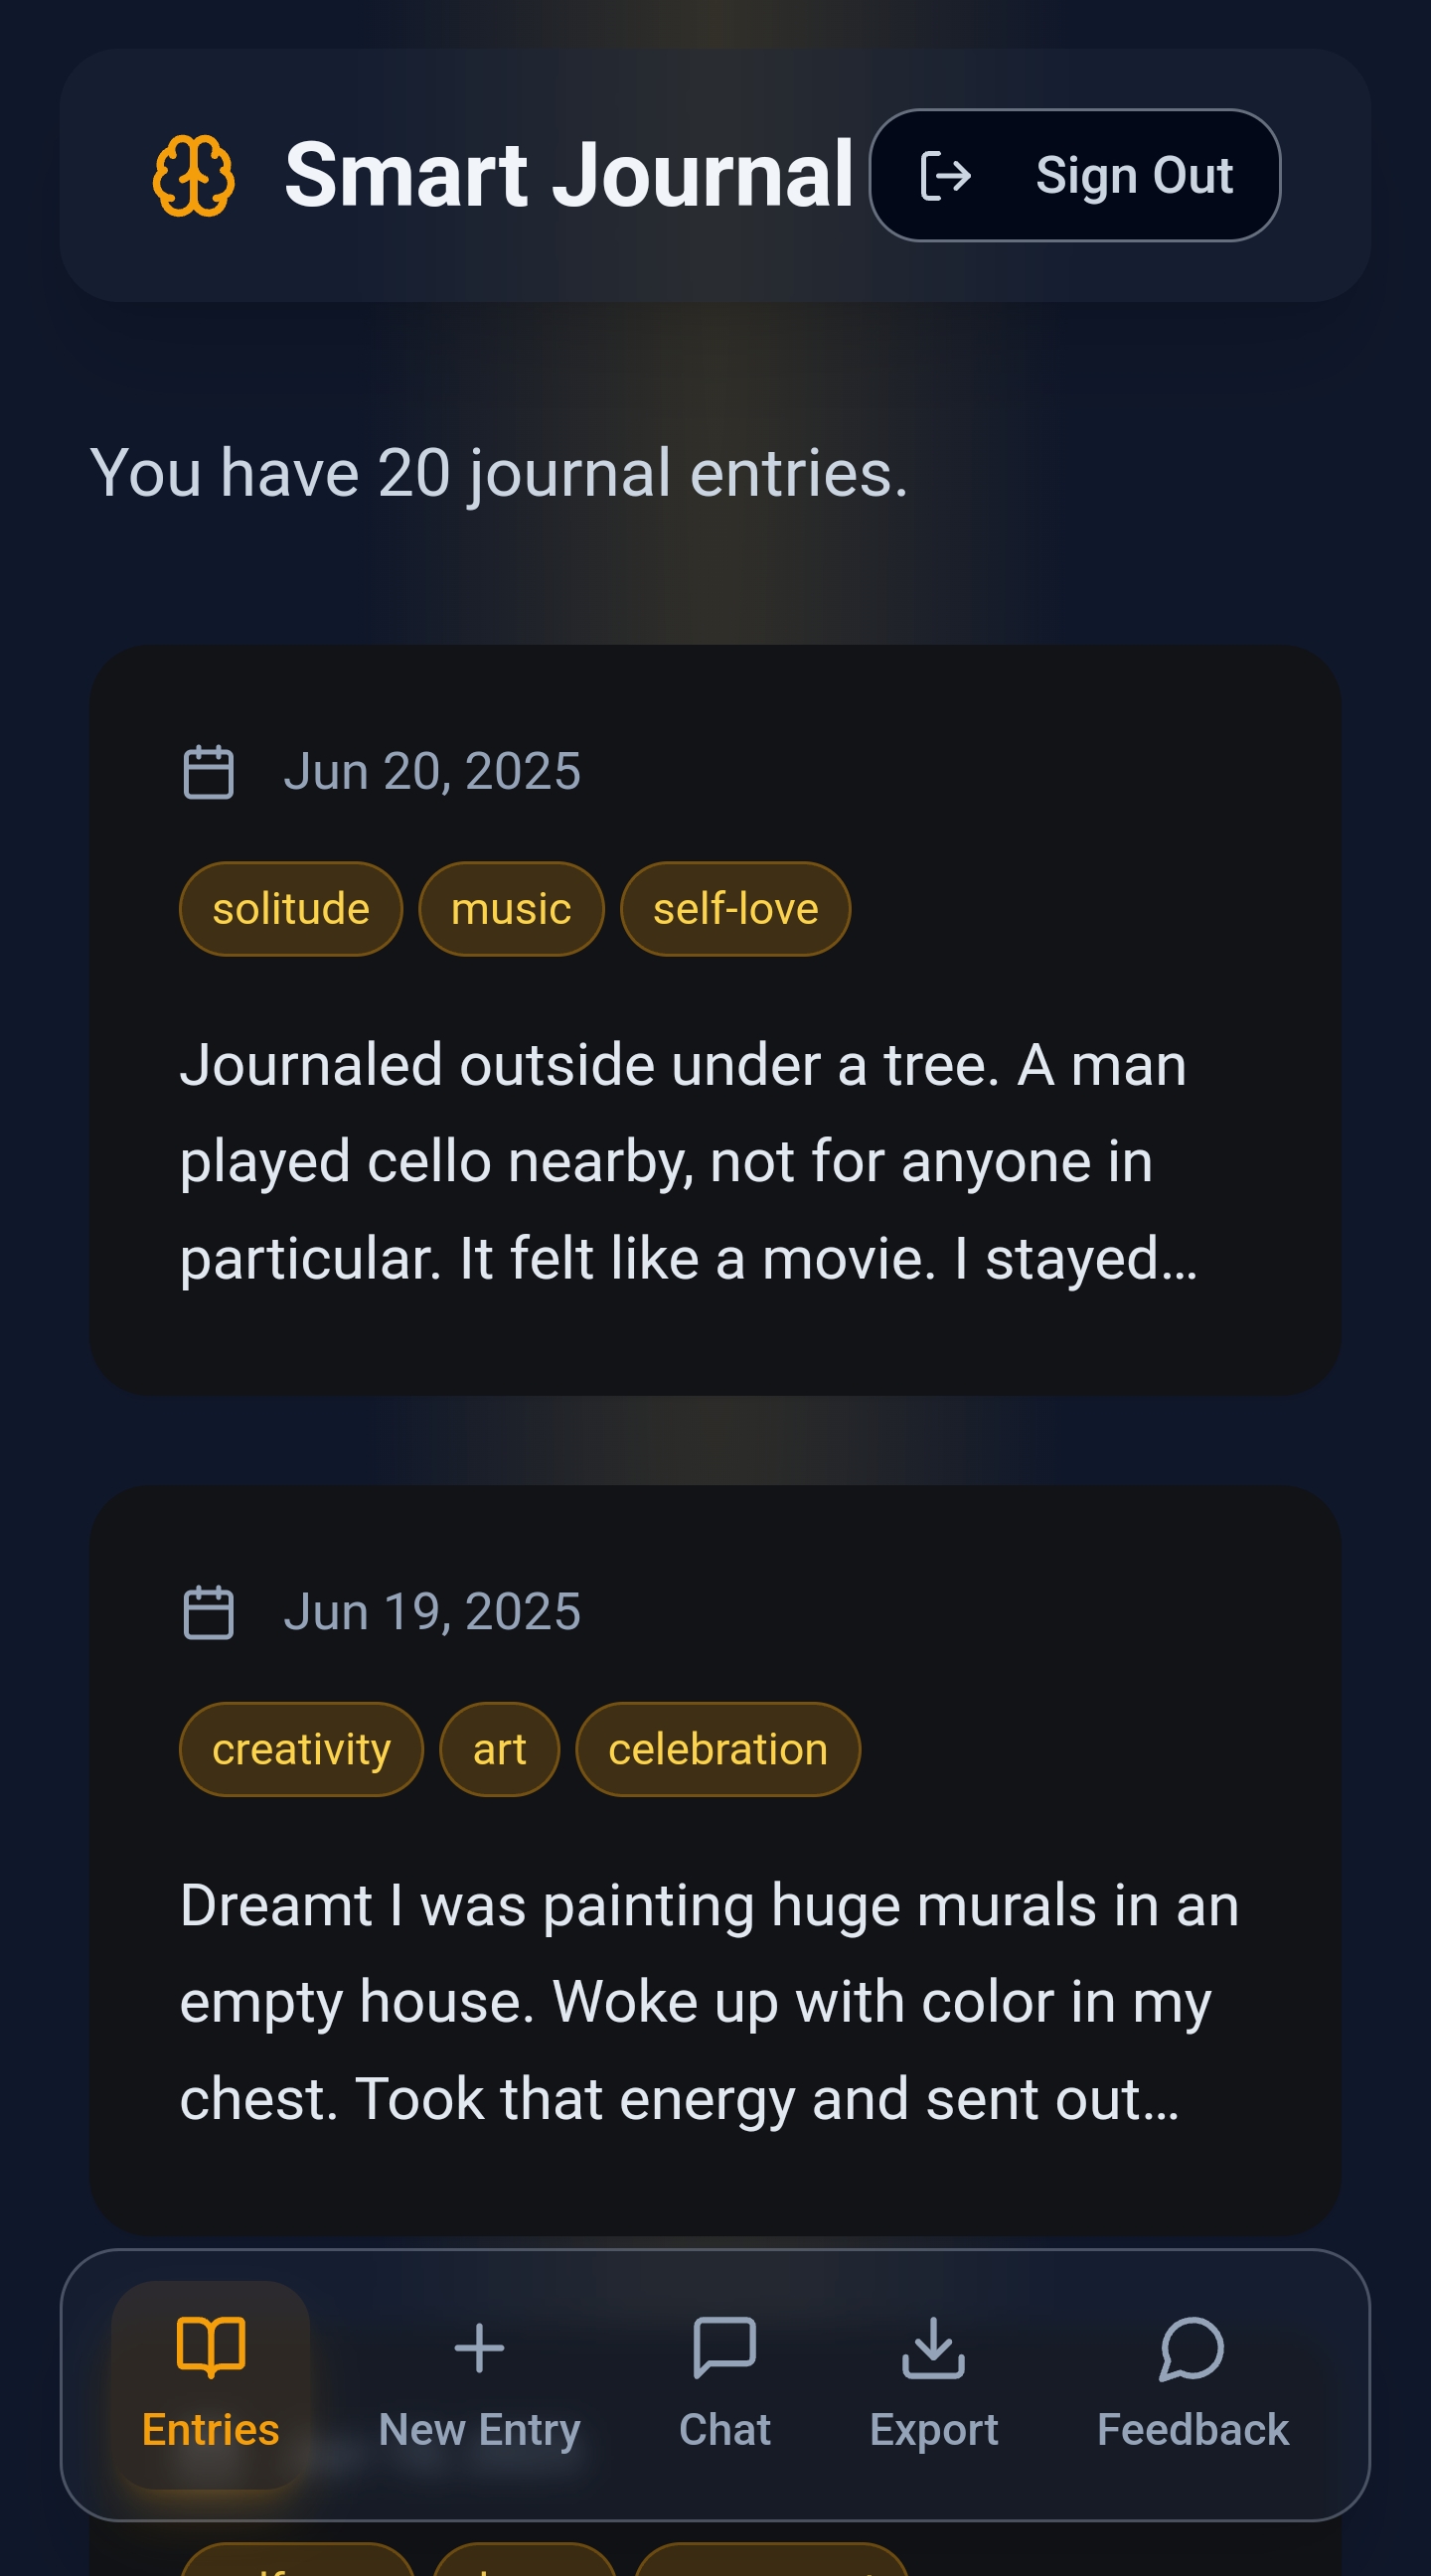 Smart Journal
Sign Out
You have 20 journal entries.
Jun 20, 2025
solitude music self-love
Journaled outside under a tree. A man
played cello nearby, not for anyone in
particular. It felt like a movie. I stayed...
Jun 19, 2025
creativity art celebration
Dreamt I was painting huge murals in an
empty house. Woke up with color in my
chest. Took that energy and sent out...
Entries New Entry Chat Export Feedback